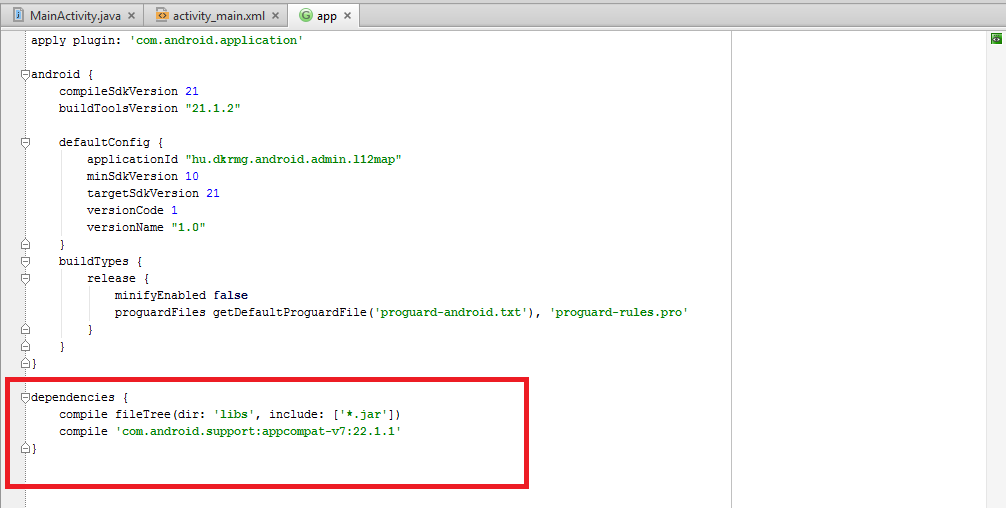 MainActivity.java activity_main.xml app
apply plugin: 'com.android.application'
android {
compileSdkVersion 21
buildToolsVersion "21.1.2"
defaultConfig {
applicationId "hu.dkrmg.android.admin.l12map"
minSdkVersion 10
targetSdkVersion 21
versionCode 1
versionName "1.0"
}
buildTypes {
release {
minifyEnabled false
proguardFiles getDefaultProguardFile('proguard-android.txt'), 'proguard-rules.pro'
}
}
}
dependencies {
compile fileTree(dir: 'libs', include: ['*.jar'])
compile 'com.android.support:appcompat-v7:22.1.1'
}